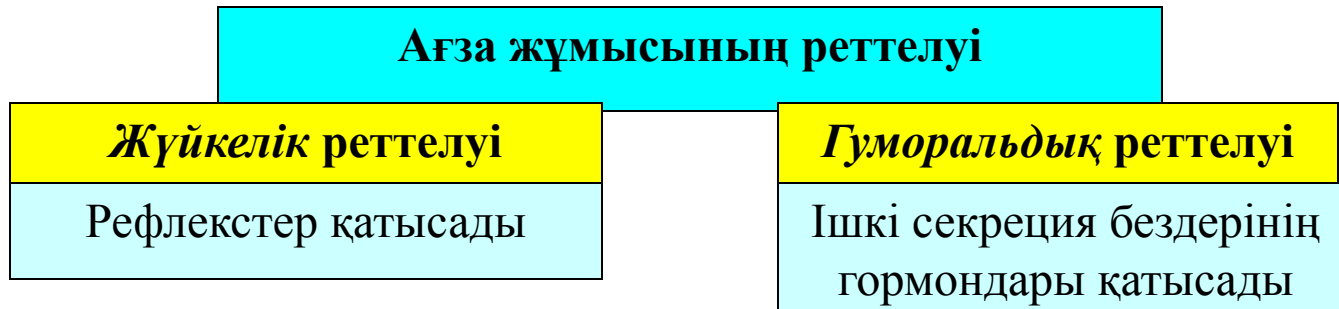 Ағза жұмысының реттелуі
Жүйкелік реттелуі
Рефлекстер қатысады
Гуморальдық реттелуі
Ішкі секреция бездерінің
гормондары қатысады